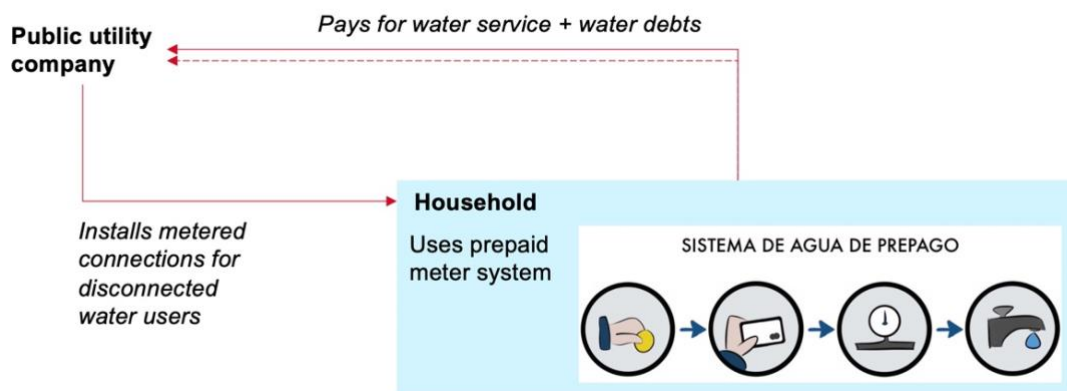 Pays for water service + water debts
Public utility
company
Household
Installs metered
connections for
disconnected
water users
Uses prepaid
meter system
SISTEMA DE AGUA DE PREPAGO